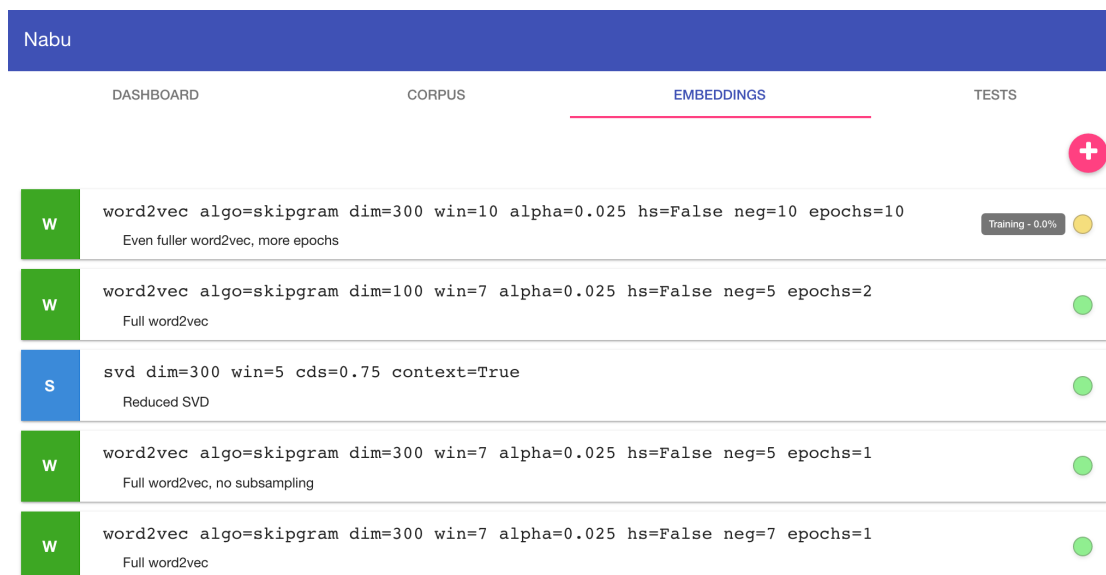 Nabu
DASHBOARD CORPUS EMBEDDINGS TESTS
+
W
word2vec algo=skipgram dim=300 win=10 alpha=0.025 hs=False neg=10 epochs=10
Even fuller word2vec, more epochs
Training - 0.0%
W
word2vec algo=skipgram dim=100 win=7 alpha=0.025 hs=False neg=5 epochs=2
Full word2vec
S
svd dim=300 win=5 cds=0.75 context=True
Reduced SVD
W
word2vec algo=skipgram dim=300 win=7 alpha=0.025 hs=False neg=5 epochs=1
Full word2vec, no subsampling
W
word2vec algo=skipgram dim=300 win=7 alpha=0.025 hs=False neg=7 epochs=1
Full word2vec